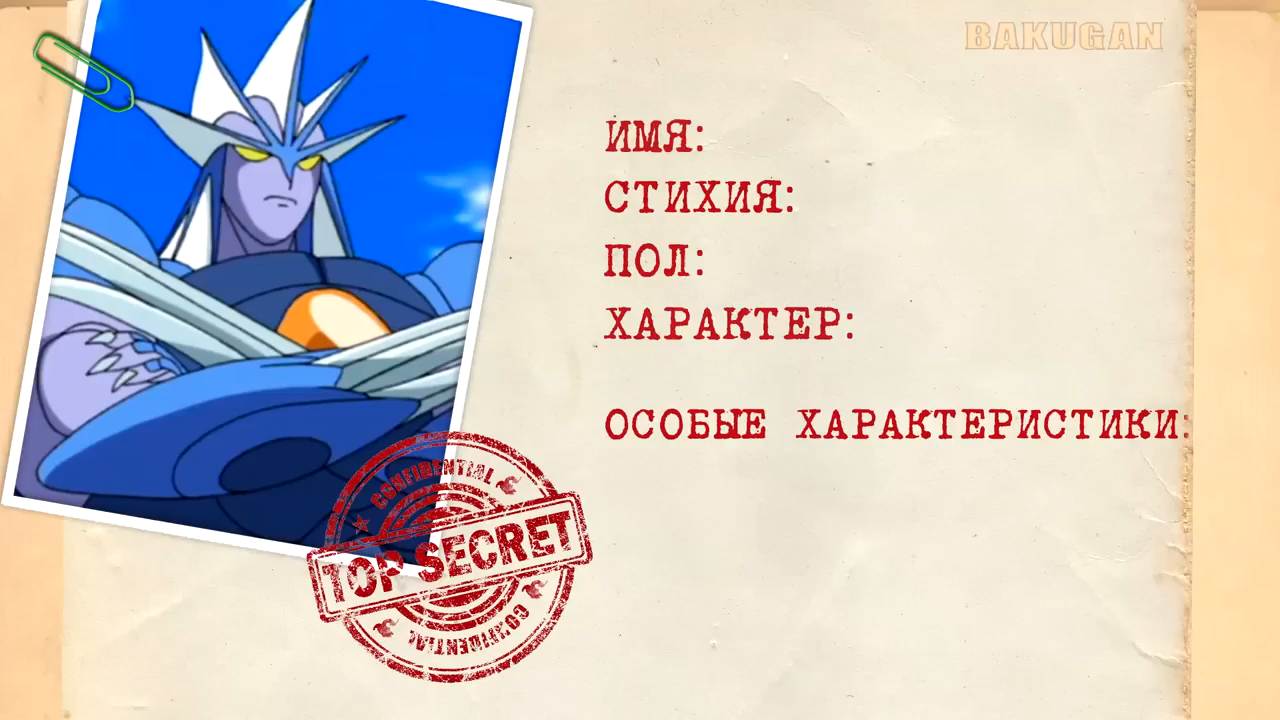 BAKUGAN
ИМЯ:
СТИХИЯ:
ПОЛ:
ХАРАКТЕР:
ОСОБЫЕ ХАРАКТЕРИСТИКИ:
CONFIDENTIAL
TOP SECRET
CONFIDENTIAL